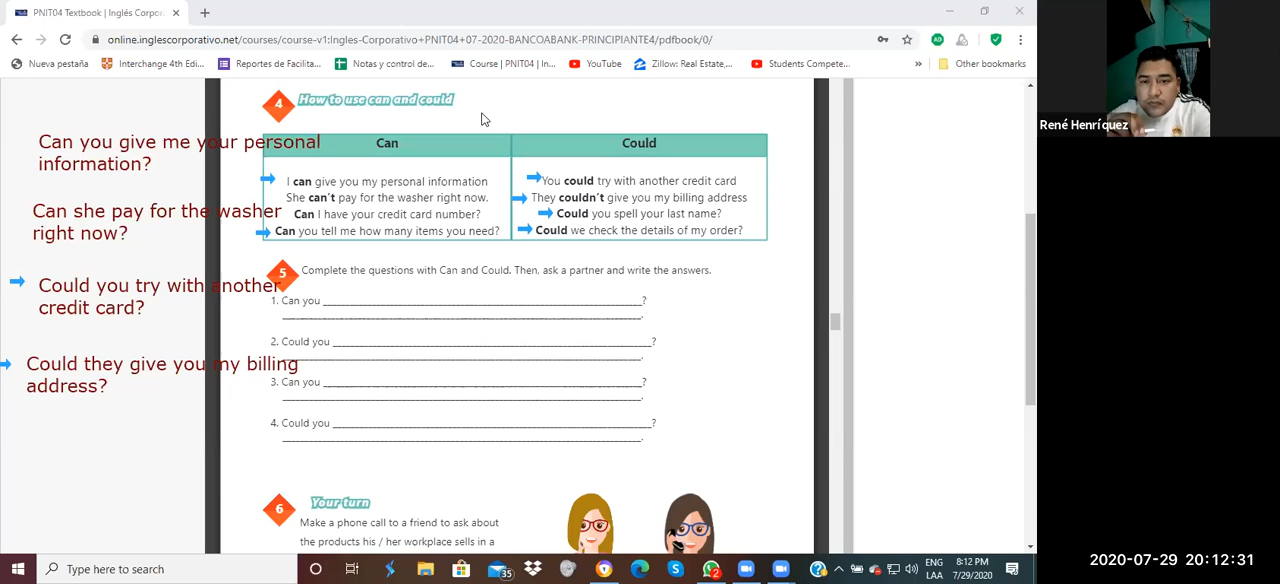 PNIT04 Textbook | Inglés Corpor
online.inglescorporativo.net/courses/course-v1:Ingles-Corporativo+PNIT04+07-2020-BANCOABANK-PRINCIPIANTE4/pdfbook/0/
Nueva pestaña
Interchange 4th Edi...
Reportes de Facilita...
Notas y control de...
Course | PNIT04 | In...
YouTube
Zillow: Real Estate,...
Students Compete...
»
Other bookmarks
4 How to use can and could
Can
Could
I can give you my personal information
She can't pay for the washer right now.
Can I have your credit card number?
Can you tell me how many items you need?
You could try with another credit card
They couldn't give you my billing address
Could you spell your last name?
Could we check the details of my order?
Can you give me your personal
information?
Can she pay for the washer
right now?
Could you try with another
credit card?
Could they give you my billing
address?
5 Complete the questions with Can and Could. Then, ask a partner and write the answers.
1. Can you ______________________________?
______________________________.
2. Could you ______________________________?
______________________________.
3. Can you ______________________________?
______________________________.
4. Could you ______________________________?
______________________________.
6 Your turn
Make a phone call to a friend to ask about
the products his / her workplace sells in a
René Henríquez
Type here to search
35
2
ENG
LAA
8:12 PM
7/29/2020
2020-07-29 20:12:31